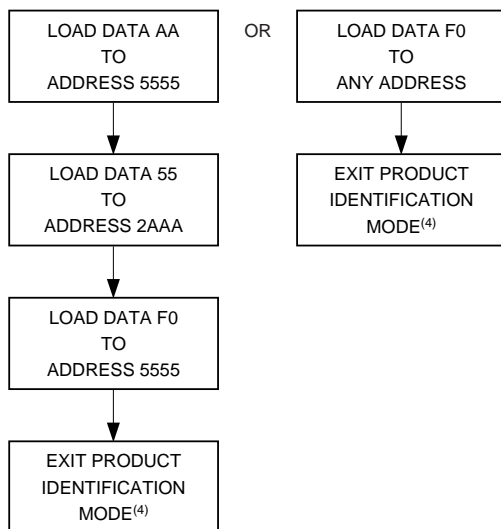 LOAD DATA AA
TO
ADDRESS 5555
LOAD DATA 55
TO
ADDRESS 2AAA
LOAD DATA F0
TO
ADDRESS 5555
EXIT PRODUCT
IDENTIFICATION
MODE(4)
OR
LOAD DATA F0
TO
ANY ADDRESS
EXIT PRODUCT
IDENTIFICATION
MODE(4)